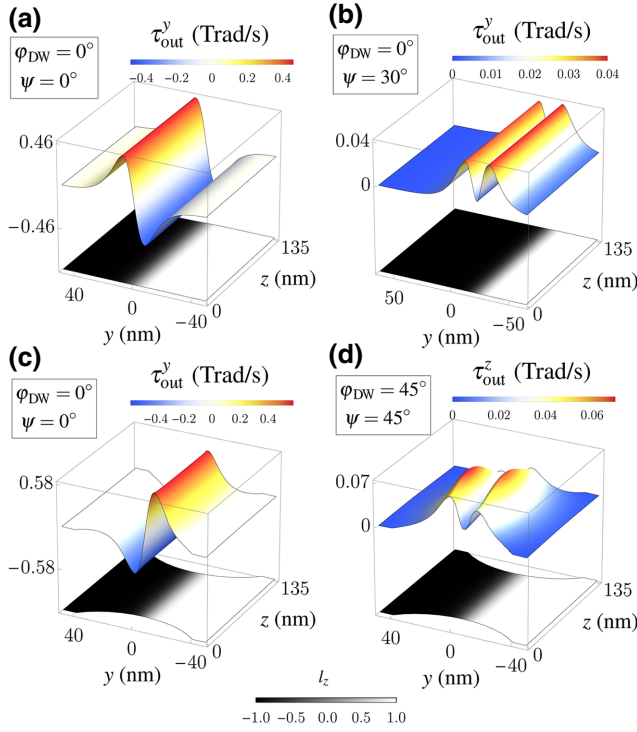 (a)
φDW = 0°
ψ = 0°
τ^y_out (Trad/s)
−0.4 −0.2 0 0.2 0.4
0.46
−0.46
40 0 −40
y (nm)
0 135
z (nm)
(b)
φDW = 0°
ψ = 30°
τ^y_out (Trad/s)
0 0.01 0.02 0.03 0.04
0.04
0
50 0 −50
y (nm)
0 135
z (nm)
(c)
φDW = 0°
ψ = 0°
τ^y_out (Trad/s)
−0.4 −0.2 0 0.2 0.4
0.58
−0.58
40 0 −40
y (nm)
0 135
z (nm)
(d)
φDW = 45°
ψ = 45°
τ^z_out (Trad/s)
0 0.02 0.04 0.06
0.07
0
40 0 −40
y (nm)
0 135
z (nm)
l_z
−1.0 −0.5 0.0 0.5 1.0